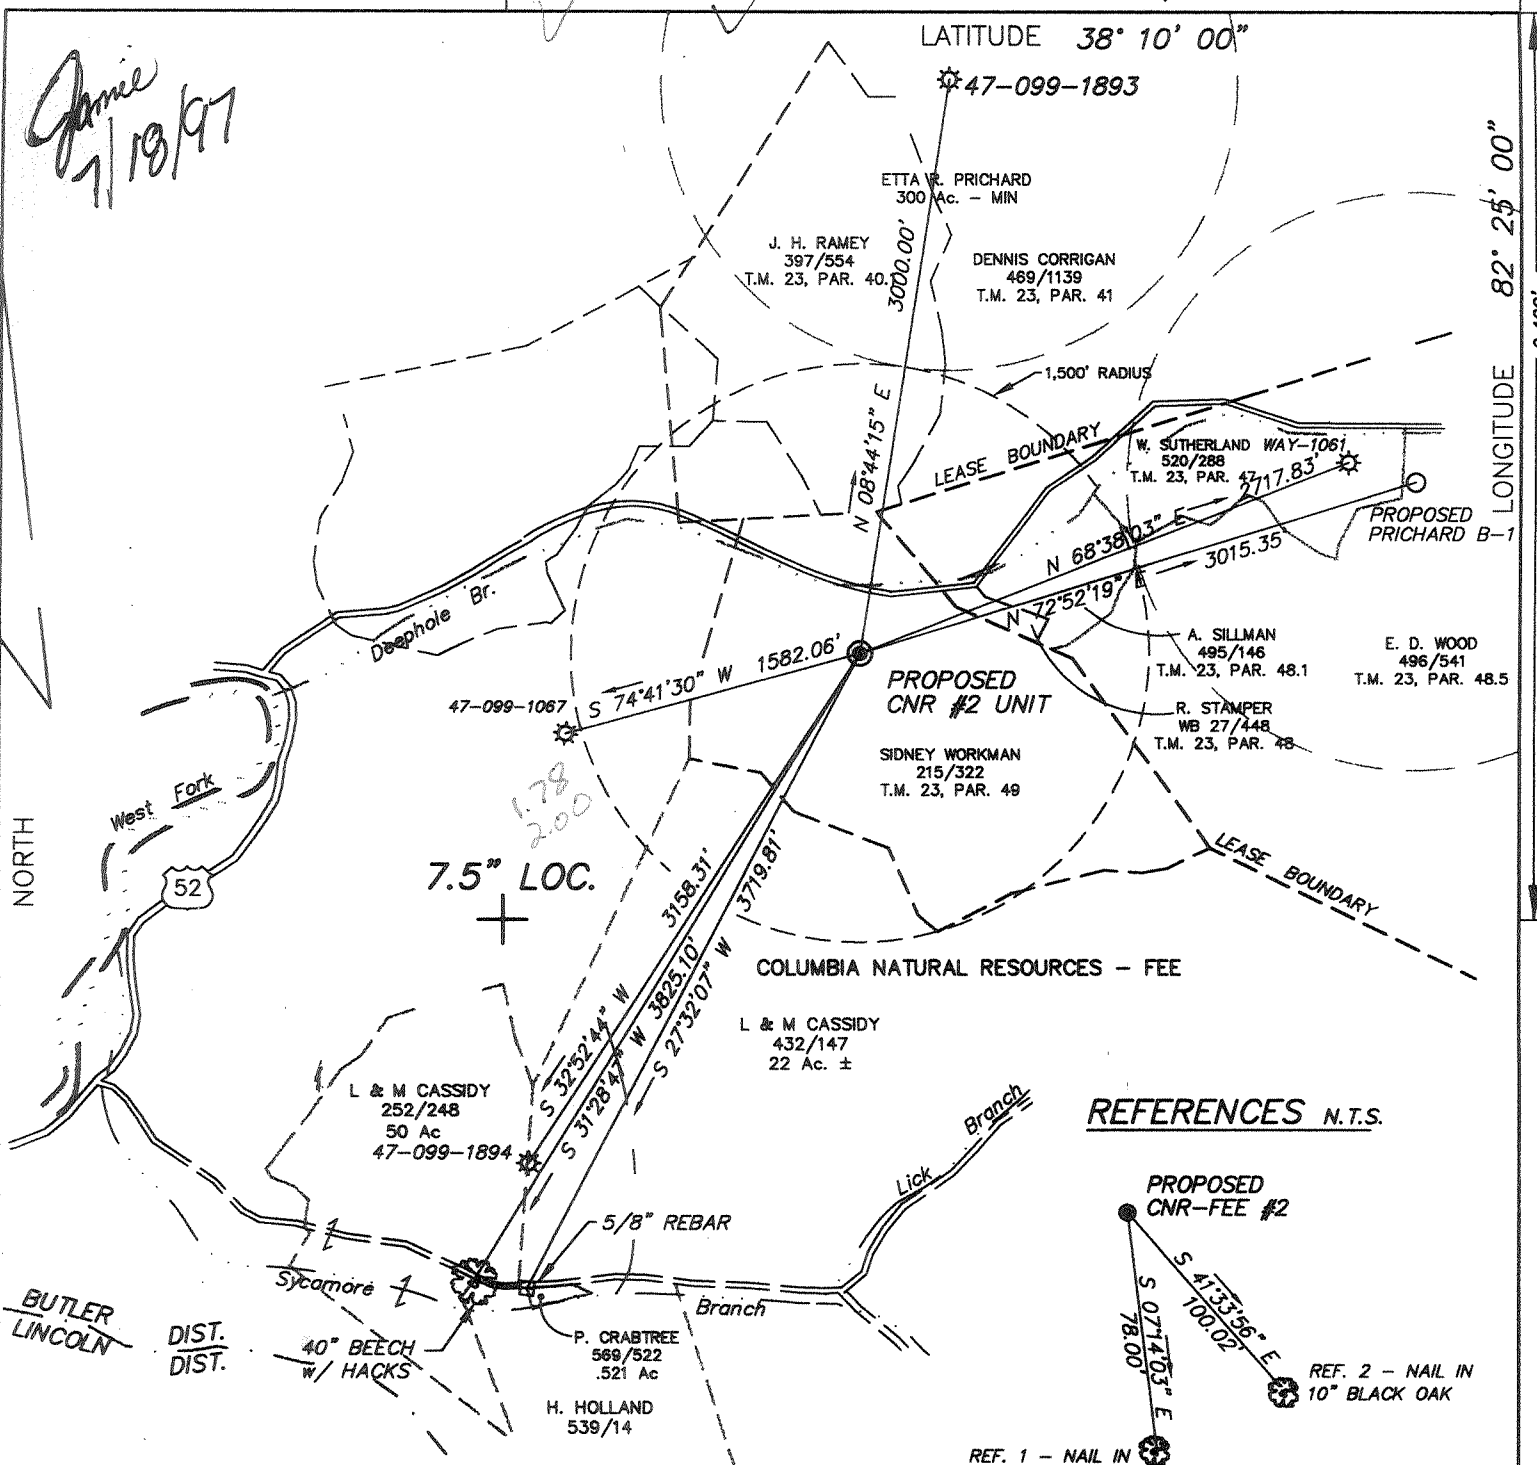 Jamie
7/18/97
LATITUDE 38° 10' 00"
47-099-1893
LONGITUDE 82° 25' 00"
ETTA R. PRICHARD
300 Ac. - MIN
J. H. RAMEY
397/554
T.M. 23, PAR. 40.1
DENNIS CORRIGAN
469/1139
T.M. 23, PAR. 41
3000.00'
N 08°44'15" E
1,500' RADIUS
LEASE BOUNDARY
W. SUTHERLAND
520/288
T.M. 23, PAR. 47
WAY-1061
N 68°38'03" E 2717.83'
PROPOSED
PRICHARD B-1
N 72°52'19" E 3015.35
Deephole Br.
A. SILLMAN
495/146
T.M. 23, PAR. 48.1
E. D. WOOD
496/541
T.M. 23, PAR. 48.5
R. STAMPER
WB 27/448
T.M. 23, PAR. 48
S 74°41'30" W 1582.06'
47-099-1067
PROPOSED
CNR #2 UNIT
SIDNEY WORKMAN
215/322
T.M. 23, PAR. 49
1.78
2.00
West Fork
NORTH
52
7.5" LOC.
LEASE BOUNDARY
S 32°52'44" W 3158.31'
S 31°28'47" W 3825.10'
S 27°32'07" W 3719.81'
COLUMBIA NATURAL RESOURCES - FEE
L & M CASSIDY
432/147
22 Ac. ±
L & M CASSIDY
252/248
50 Ac
47-099-1894
Lick Branch
5/8" REBAR
Sycamore Branch
BUTLER DIST.
LINCOLN DIST.
40" BEECH
w/ HACKS
P. CRABTREE
569/522
.521 Ac
H. HOLLAND
539/14
REFERENCES N.T.S.
PROPOSED
CNR-FEE #2
S 41°33'56" E
100.02'
S 07°14'03" E
78.00'
REF. 2 - NAIL IN
10" BLACK OAK
REF. 1 - NAIL IN